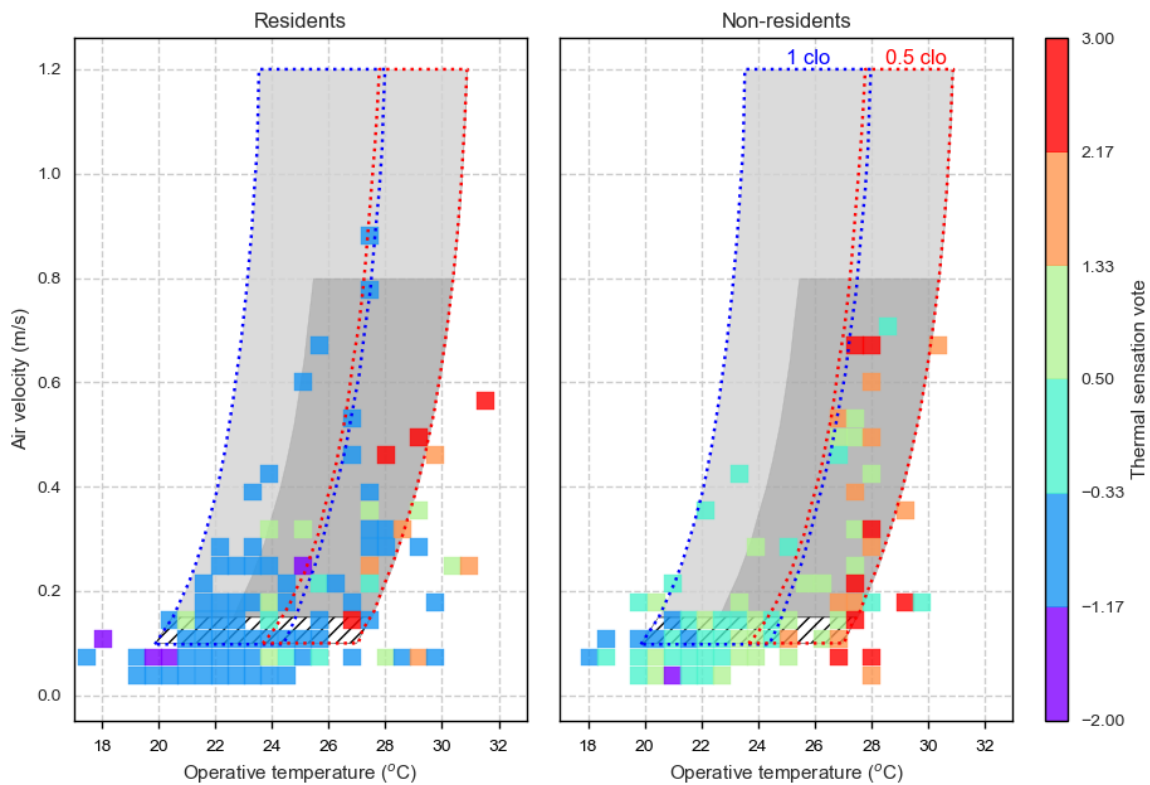 Residents
Non-residents
1 clo
0.5 clo
Air velocity (m/s)
1.2
1.0
0.8
0.6
0.4
0.2
0.0
18 20 22 24 26 28 30 32
18 20 22 24 26 28 30 32
Operative temperature (°C)
Operative temperature (°C)
3.00
2.17
1.33
0.50
−0.33
−1.17
−2.00
Thermal sensation vote